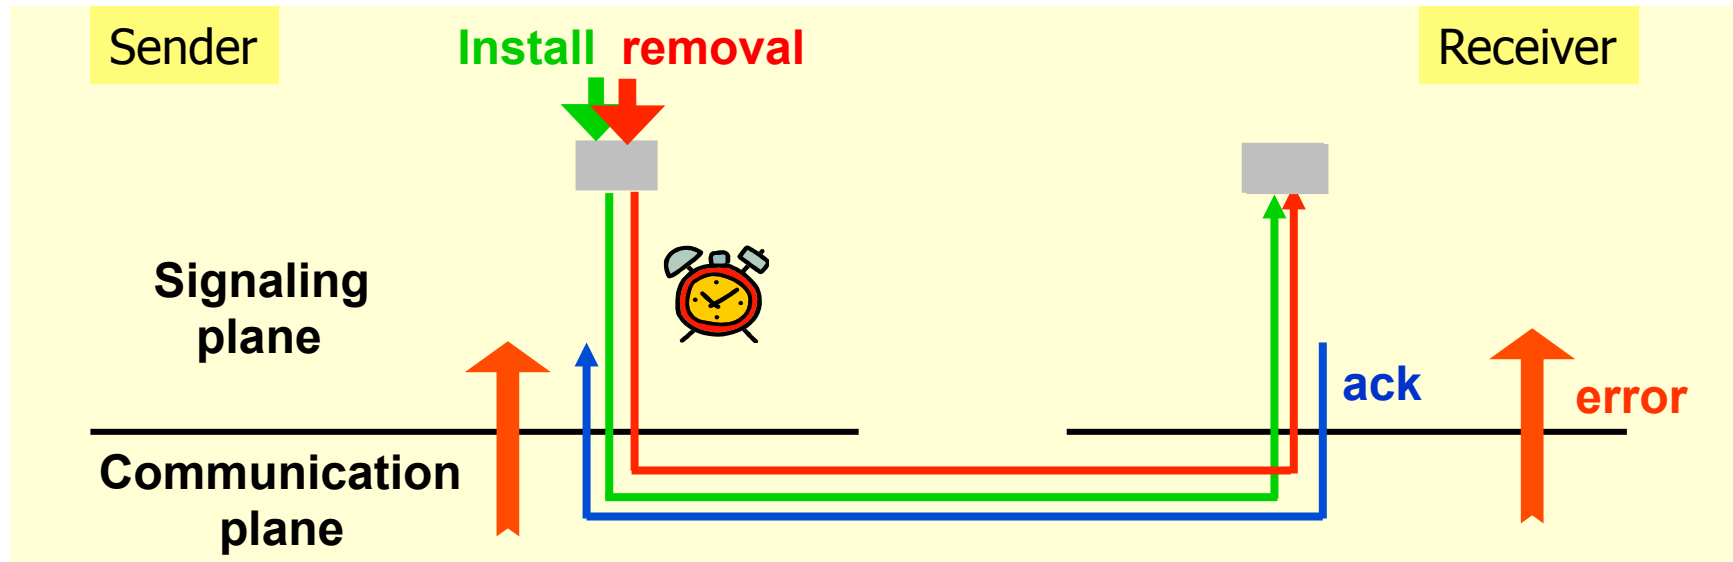 Sender
Install removal
Receiver
Signaling
plane
ack
error
Communication
plane